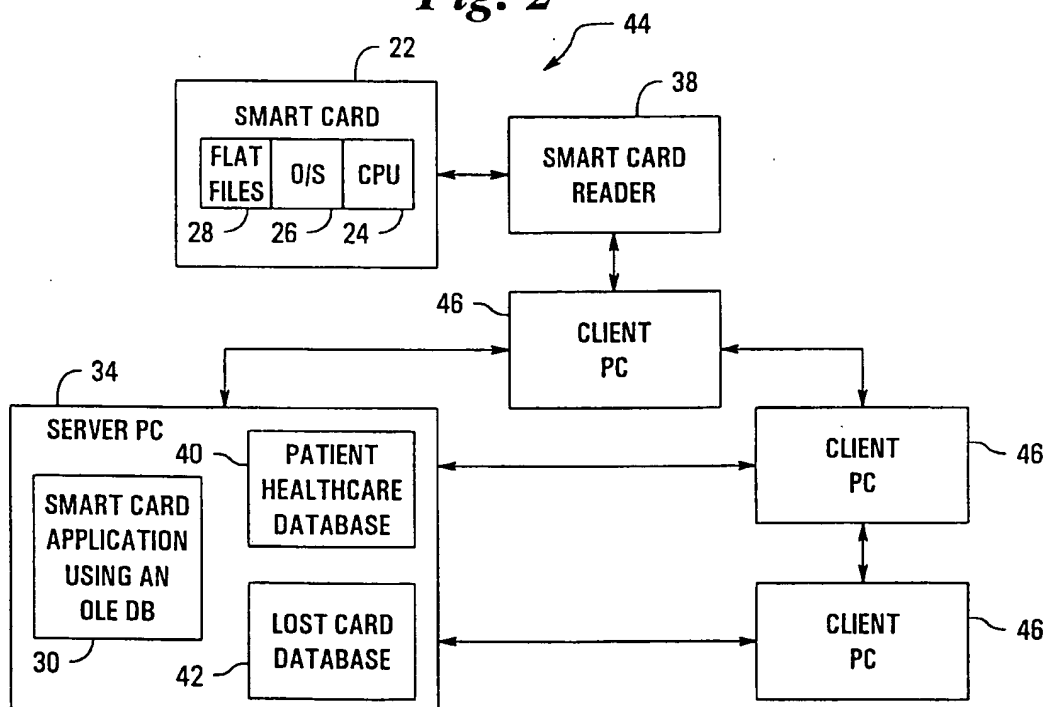 Fig. 2
44
22
38
SMART CARD
FLAT
FILES
O/S
CPU
28
26
24
SMART CARD
READER
46
CLIENT
PC
34
SERVER PC
40
PATIENT
HEALTHCARE
DATABASE
SMART CARD
APPLICATION
USING AN
OLE DB
30
LOST CARD
DATABASE
42
CLIENT
PC
46
CLIENT
PC
46